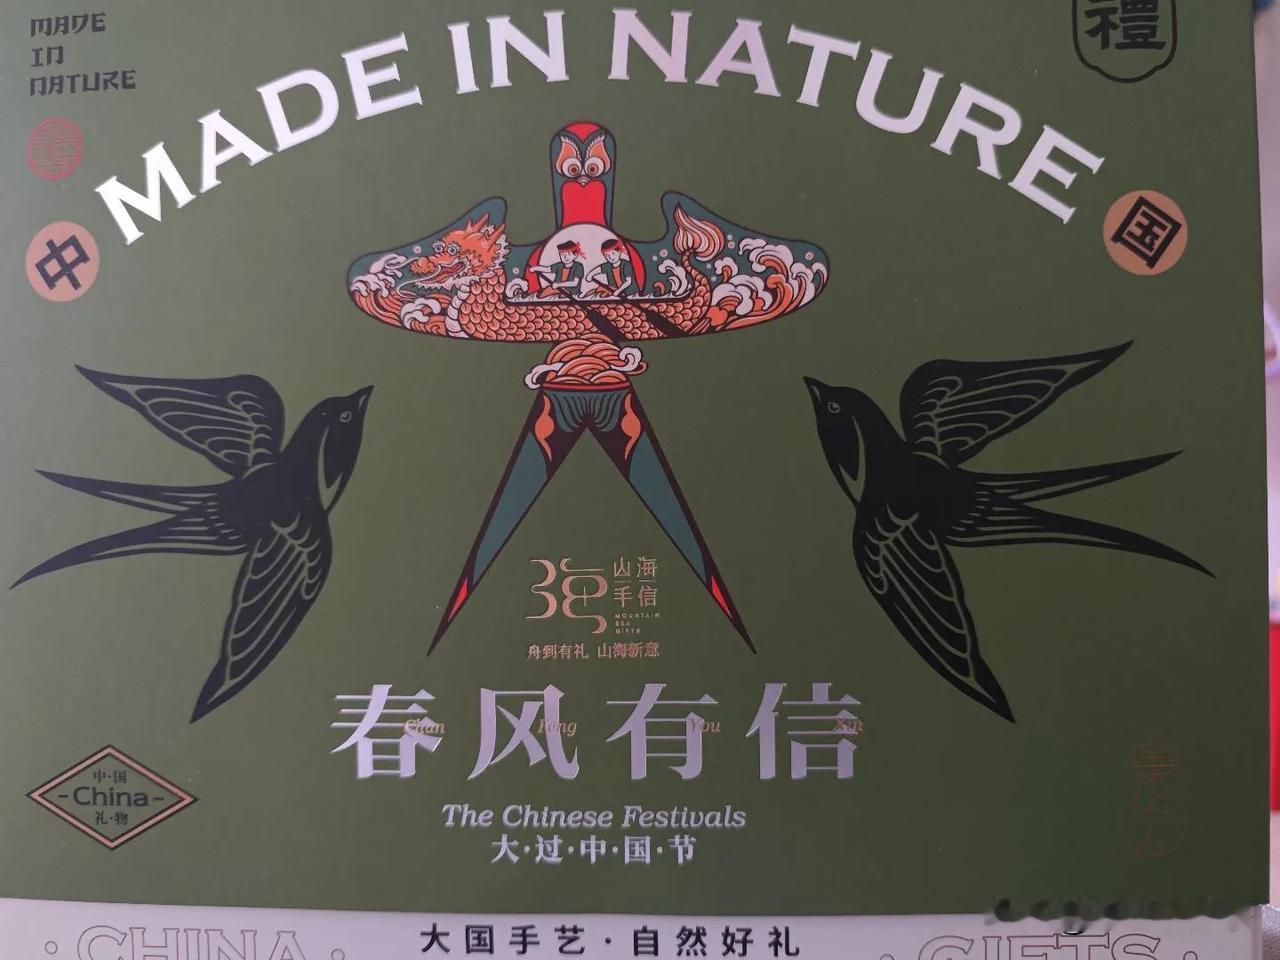 MADE
IN
NATURE
禮
MADE IN NATURE
中
国
山海
手信
MOUNTAIN
SEA
GIFTS
舟到有礼 山海新意
春风有信
Chun Feng You Xin
中·国
China
礼·物
The Chinese Festivals
大·过·中·国·节
CHINA
大国手艺·自然好礼
GIFTS